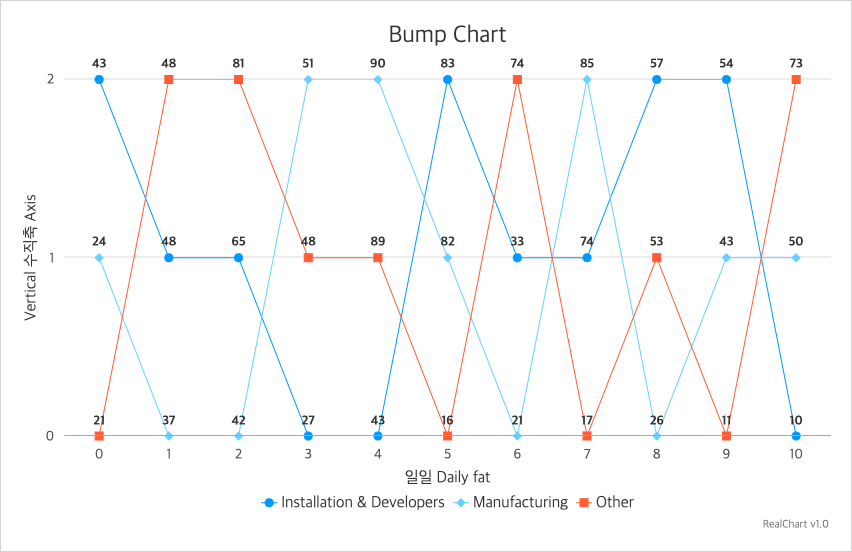 Bump Chart
Vertical 수직축 Axis
2
1
0
43 48 81 51 90 83 74 85 57 54 73
24 48 65 48 89 82 33 74 53 43 50
21 37 42 27 43 16 21 17 26 11 10
0 1 2 3 4 5 6 7 8 9 10
일일 Daily fat
Installation & Developers Manufacturing Other
RealChart v1.0